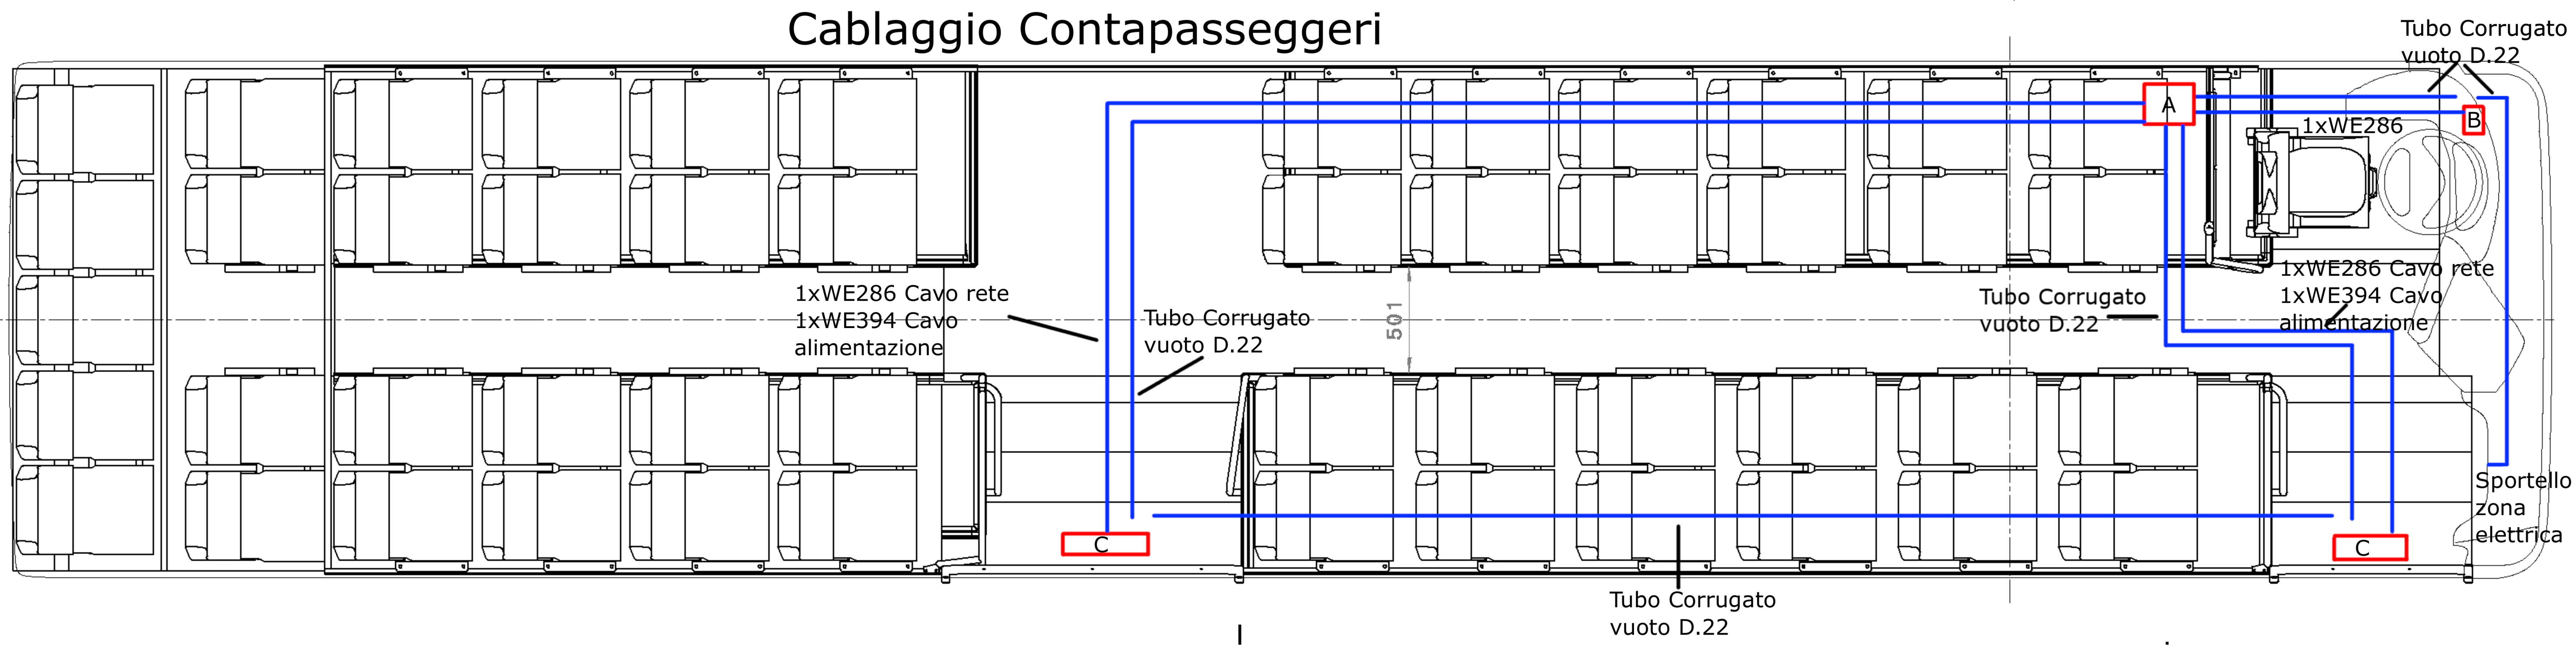 Cablaggio Contapasseggeri
Tubo Corrugato
vuoto D.22
A
B
1xWE286
1xWE286 Cavo rete
1xWE394 Cavo
alimentazione
Tubo Corrugato
vuoto D.22
501
Tubo Corrugato
vuoto D.22
1xWE286 Cavo rete
1xWE394 Cavo
alimentazione
Sportello
zona
elettrica
C
C
Tubo Corrugato
vuoto D.22